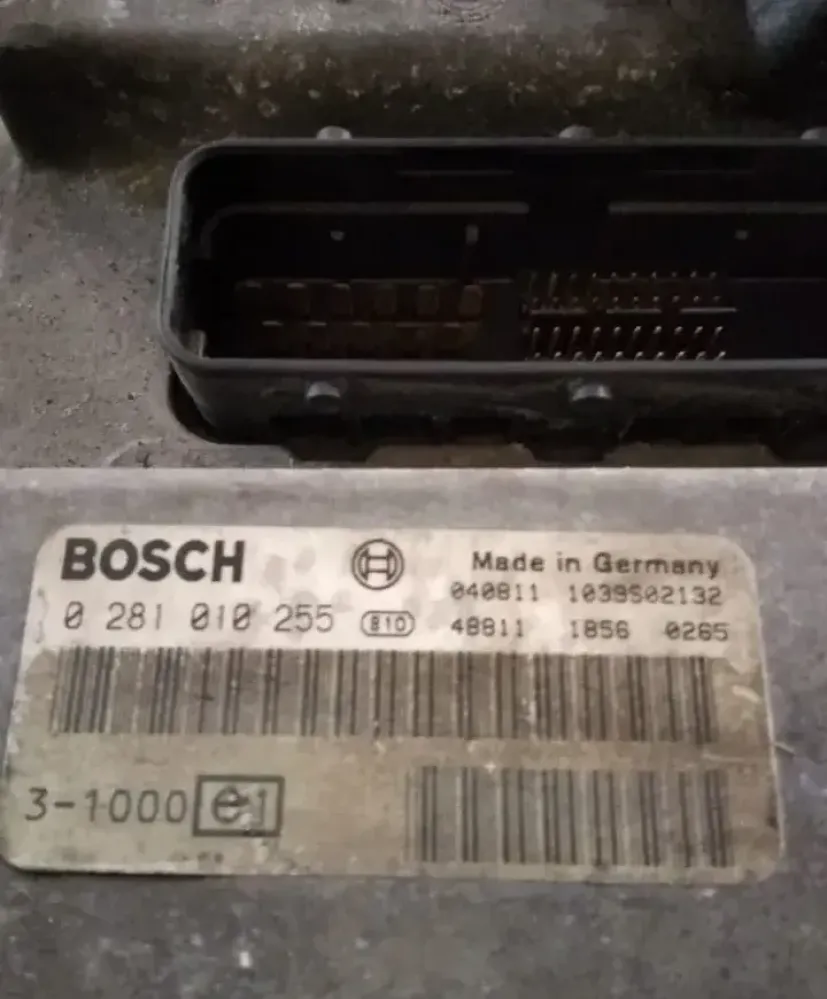 BOSCH
Made in Germany
040811 1039S02132
0 281 010 255 810
48811 1856 0265
3-1000 e1